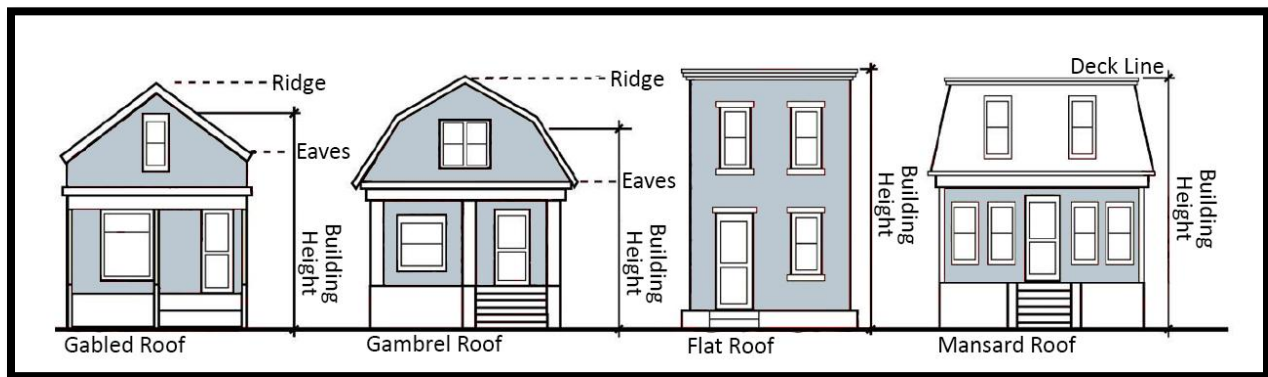 Ridge
Eaves
Building
Height
Gabled Roof
Ridge
Eaves
Building
Height
Gambrel Roof
Building
Height
Flat Roof
Deck Line
Building
Height
Mansard Roof